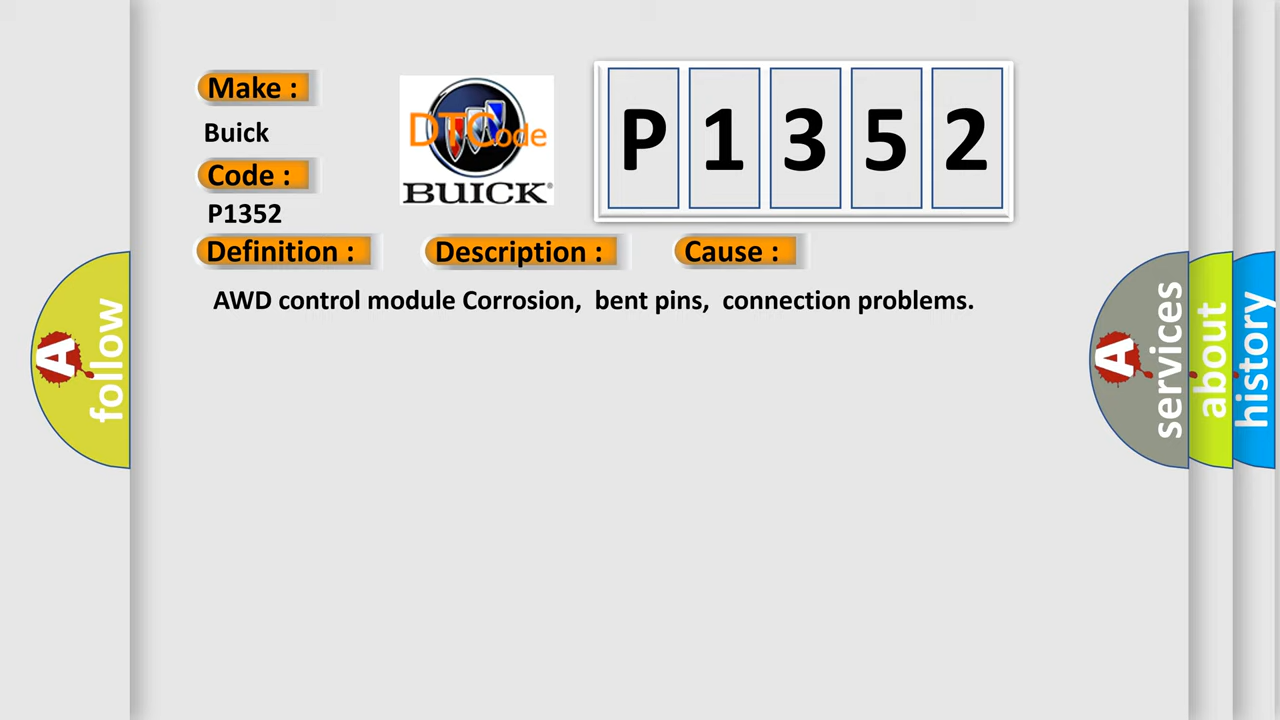 Make :
Buick
Code :
P1352
DTCode
BUICK®
P 1 3 5 2
Definition : Description : Cause :
AWD control module Corrosion, bent pins, connection problems.
A follow
A services
about
history